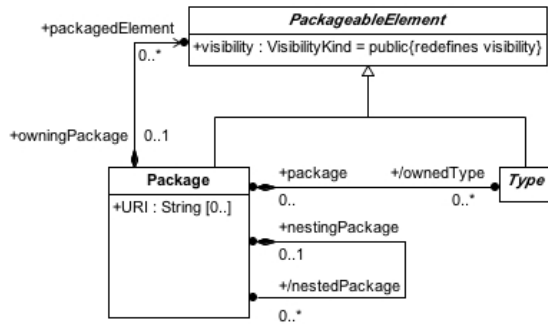 PackageableElement
+packagedElement
+visibility : VisibilityKind = public{redefines visibility}
0..*
+owningPackage
0..1
Package
+package
+/ownedType
Type
+URI : String [0..]
0..
0..*
+nestingPackage
0..1
+/nestedPackage
0..*